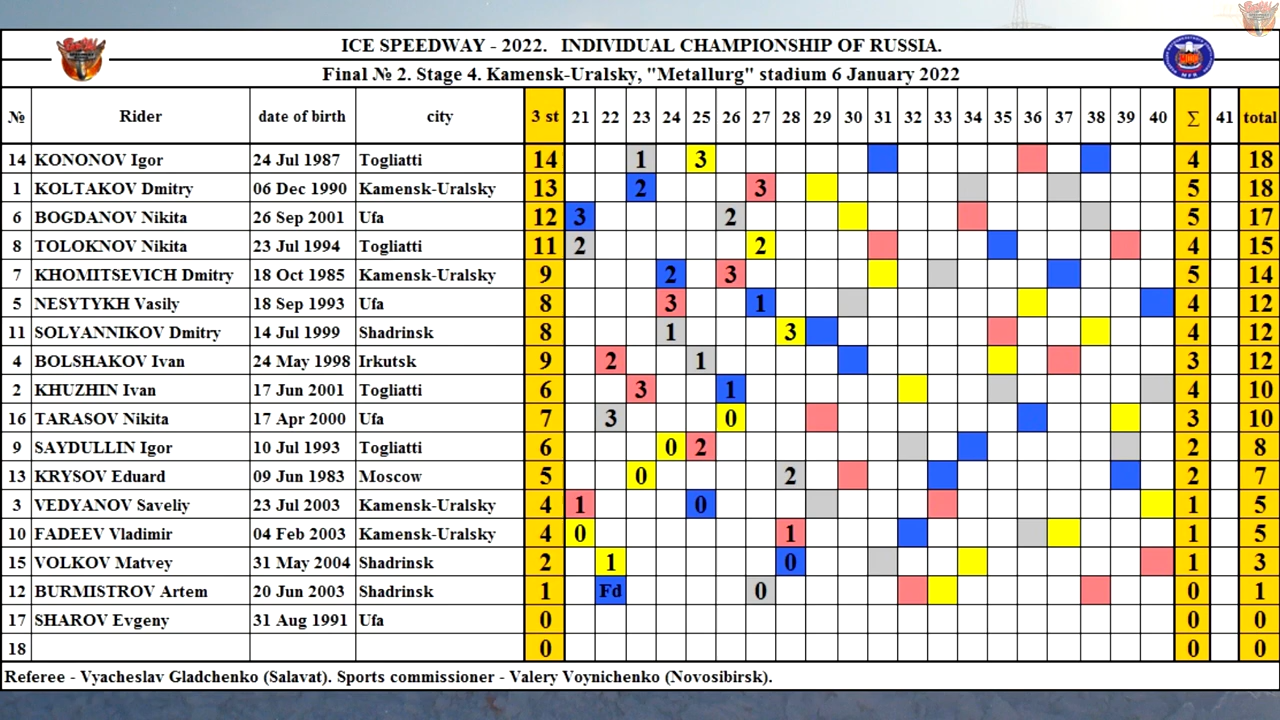 ICE SPEEDWAY - 2022. INDIVIDUAL CHAMPIONSHIP OF RUSSIA.
Final № 2. Stage 4. Kamensk-Uralsky, "Metallurg" stadium 6 January 2022
№ Rider date of birth city 3 st 21 22 23 24 25 26 27 28 29 30 31 32 33 34 35 36 37 38 39 40 ∑ 41 total
14 KONONOV Igor 24 Jul 1987 Togliatti 14 1 3 4 18
1 KOLTAKOV Dmitry 06 Dec 1990 Kamensk-Uralsky 13 2 3 5 18
6 BOGDANOV Nikita 26 Sep 2001 Ufa 12 3 2 5 17
8 TOLOKNOV Nikita 23 Jul 1994 Togliatti 11 2 2 4 15
7 KHOMITSEVICH Dmitry 18 Oct 1985 Kamensk-Uralsky 9 2 3 5 14
5 NESYTYKH Vasily 18 Sep 1993 Ufa 8 3 1 4 12
11 SOLYANNIKOV Dmitry 14 Jul 1999 Shadrinsk 8 1 3 4 12
4 BOLSHAKOV Ivan 24 May 1998 Irkutsk 9 2 1 3 12
2 KHUZHIN Ivan 17 Jun 2001 Togliatti 6 3 1 4 10
16 TARASOV Nikita 17 Apr 2000 Ufa 7 3 0 3 10
9 SAYDULLIN Igor 10 Jul 1993 Togliatti 6 0 2 2 8
13 KRYSOV Eduard 09 Jun 1983 Moscow 5 0 2 2 7
3 VEDYANOV Saveliy 23 Jul 2003 Kamensk-Uralsky 4 1 0 1 5
10 FADEEV Vladimir 04 Feb 2003 Kamensk-Uralsky 4 0 1 1 5
15 VOLKOV Matvey 31 May 2004 Shadrinsk 2 1 0 1 3
12 BURMISTROV Artem 20 Jun 2003 Shadrinsk 1 Fd 0 0 1
17 SHAROV Evgeny 31 Aug 1991 Ufa 0 0 0
18 0 0 0
Referee - Vyacheslav Gladchenko (Salavat). Sports commissioner - Valery Voynichenko (Novosibirsk).